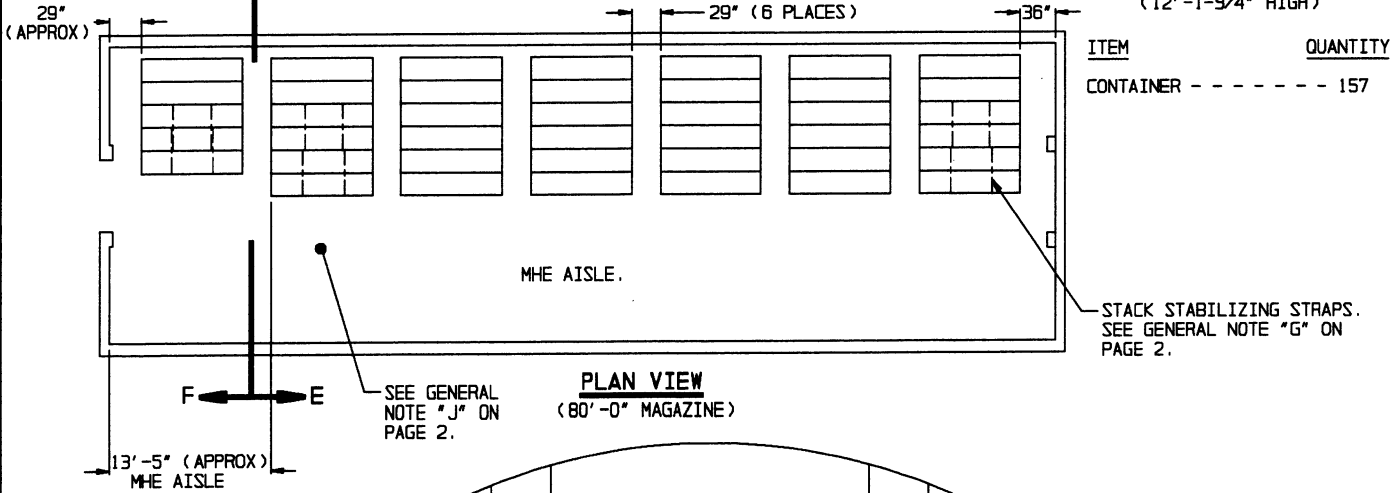 29"
(APPROX)
29" (6 PLACES)
36"
(12'-1-3/4" HIGH)
ITEM QUANTITY
CONTAINER - - - - - - - 157
MHE AISLE.
STACK STABILIZING STRAPS.
SEE GENERAL NOTE "G" ON
PAGE 2.
F E
SEE GENERAL
NOTE "J" ON
PAGE 2.
PLAN VIEW
(80'-0" MAGAZINE)
13'-5" (APPROX)
MHE AISLE